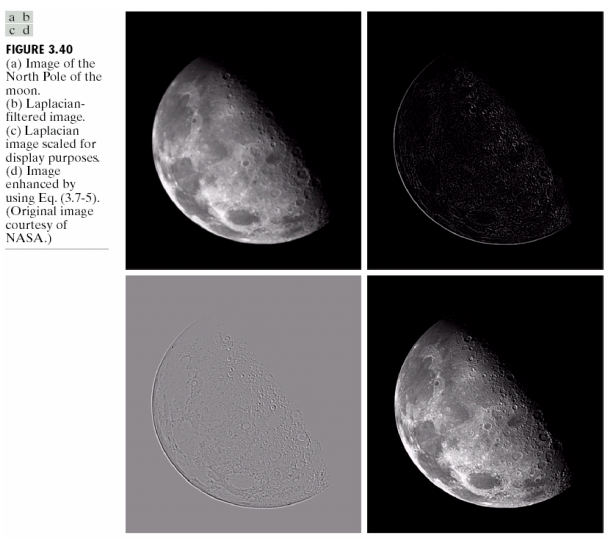 a b
c d
FIGURE 3.40
(a) Image of the
North Pole of the
moon.
(b) Laplacian-
filtered image.
(c) Laplacian
image scaled for
display purposes.
(d) Image
enhanced by
using Eq. (3.7-5).
(Original image
courtesy of
NASA.)